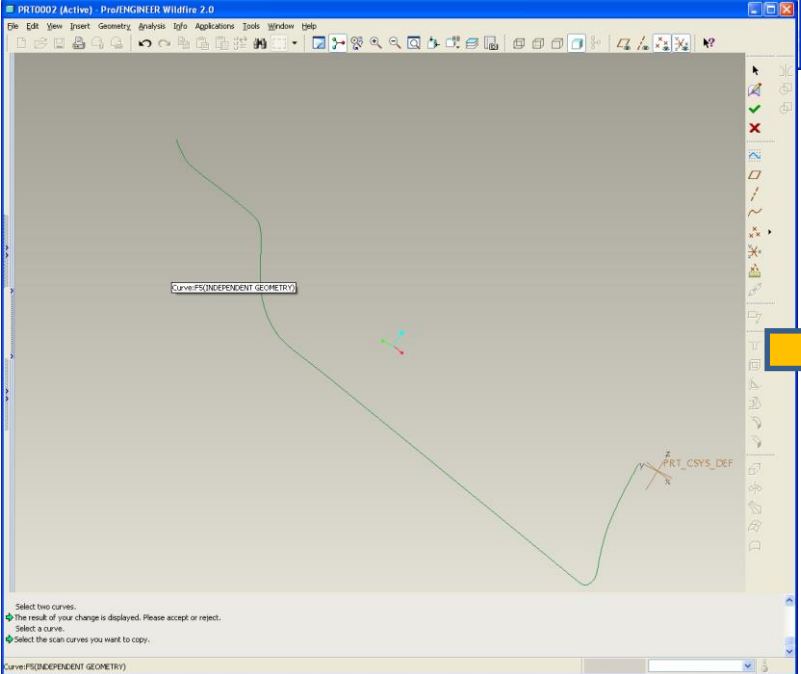 PRT0002 (Active) - Pro/ENGINEER Wildfire 2.0
File Edit View Insert Geometry Analysis Info Applications Tools Window Help
Curve:F5(INDEPENDENT GEOMETRY)
Z
Y PRT_CSYS_DEF
X
Select two curves.
The result of your change is displayed. Please accept or reject.
Select a curve.
Select the scan curves you want to copy.
Curve:F5(INDEPENDENT GEOMETRY)